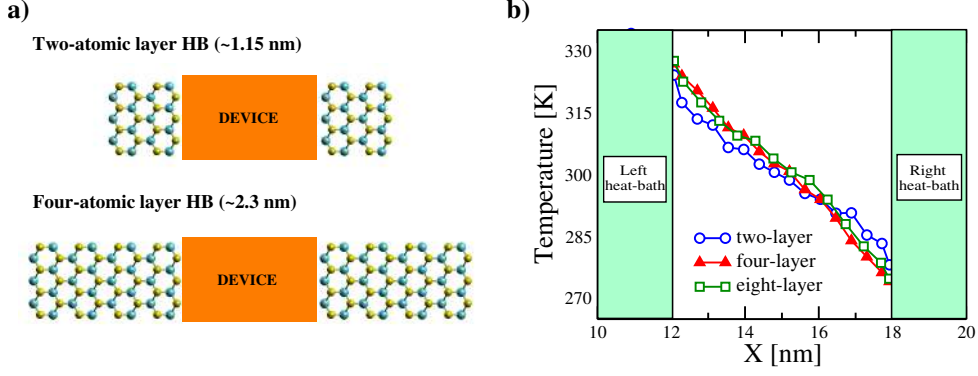 a)
Two-atomic layer HB (~1.15 nm)
DEVICE
Four-atomic layer HB (~2.3 nm)
DEVICE
b)
Temperature [K]
330
315
300
285
270
Left
heat-bath
Right
heat-bath
two-layer
four-layer
eight-layer
10
12
14
16
18
20
X [nm]